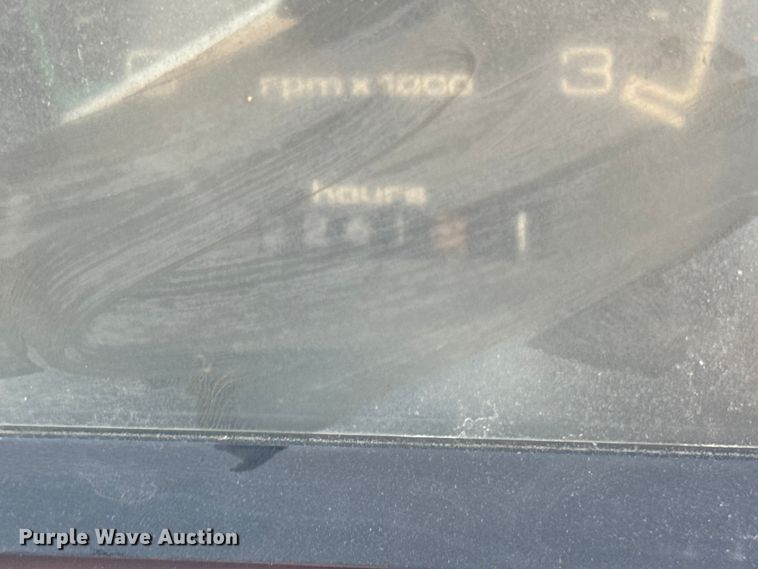 rpm x 1000 3
hours
Purple Wave Auction